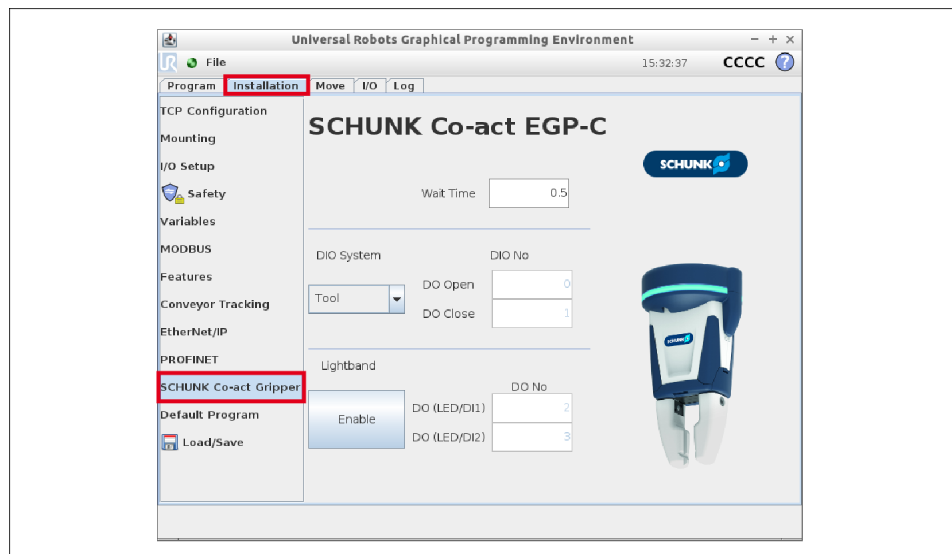 Universal Robots Graphical Programming Environment
File
15:32:37 CCCC ?
Program Installation Move I/O Log
TCP Configuration
Mounting
I/O Setup
Safety
Variables
MODBUS
Features
Conveyor Tracking
EtherNet/IP
PROFINET
SCHUNK Co-act Gripper
Default Program
Load/Save
SCHUNK Co-act EGP-C
SCHUNK
Wait Time 0.5
DIO System DIO No
Tool
DO Open 0
DO Close 1
Lightband
DO No
Enable
DO (LED/DI1) 2
DO (LED/DI2) 3
SCHUNK